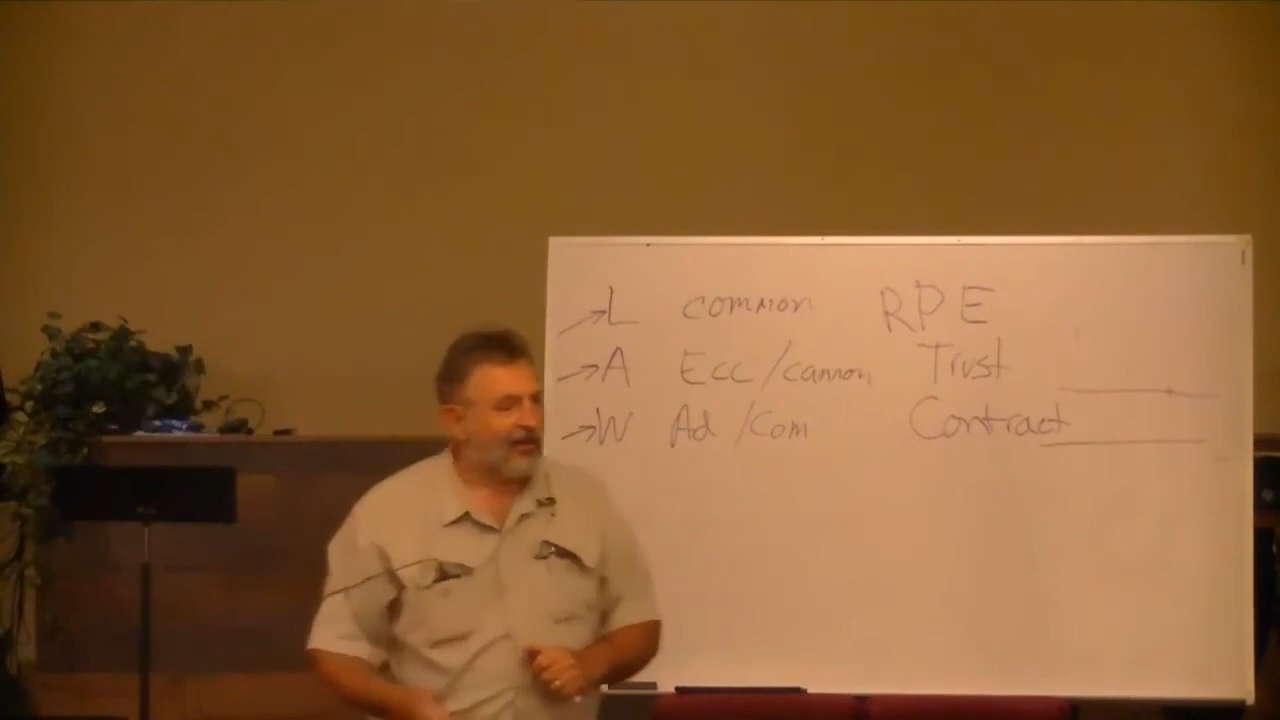 →L common RPE
→A Ecc/cannon Trust
→W Ad/Com Contract